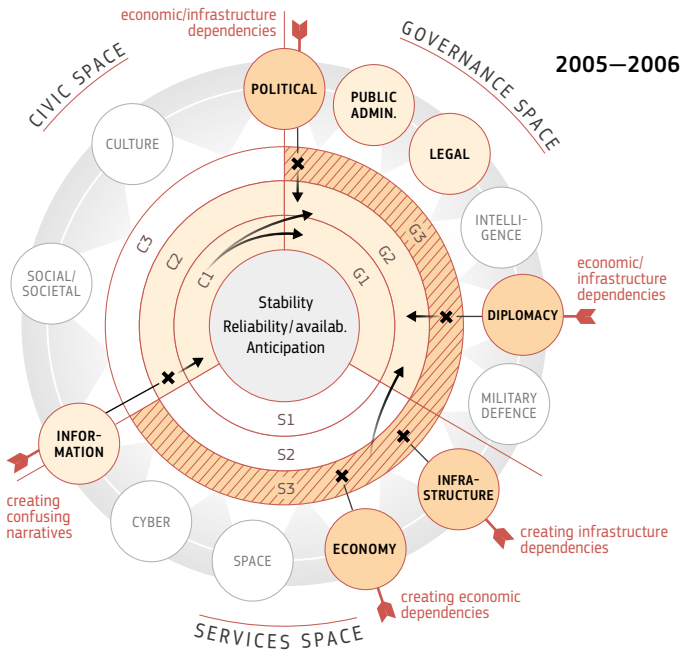 economic/infrastructure
dependencies
CIVIC SPACE
GOVERNANCE SPACE
2005—2006
POLITICAL
PUBLIC
ADMIN.
CULTURE
LEGAL
INTELLI-
GENCE
C3
C2
C1
G3
G2
G1
SOCIAL/
SOCIETAL
economic/
infrastructure
dependencies
DIPLOMACY
Stability
Reliability/availab.
Anticipation
MILITARY
DEFENCE
S1
S2
S3
INFOR-
MATION
creating
confusing
narratives
INFRA-
STRUCTURE
CYBER
SPACE
ECONOMY
creating infrastructure
dependencies
creating economic
dependencies
SERVICES SPACE